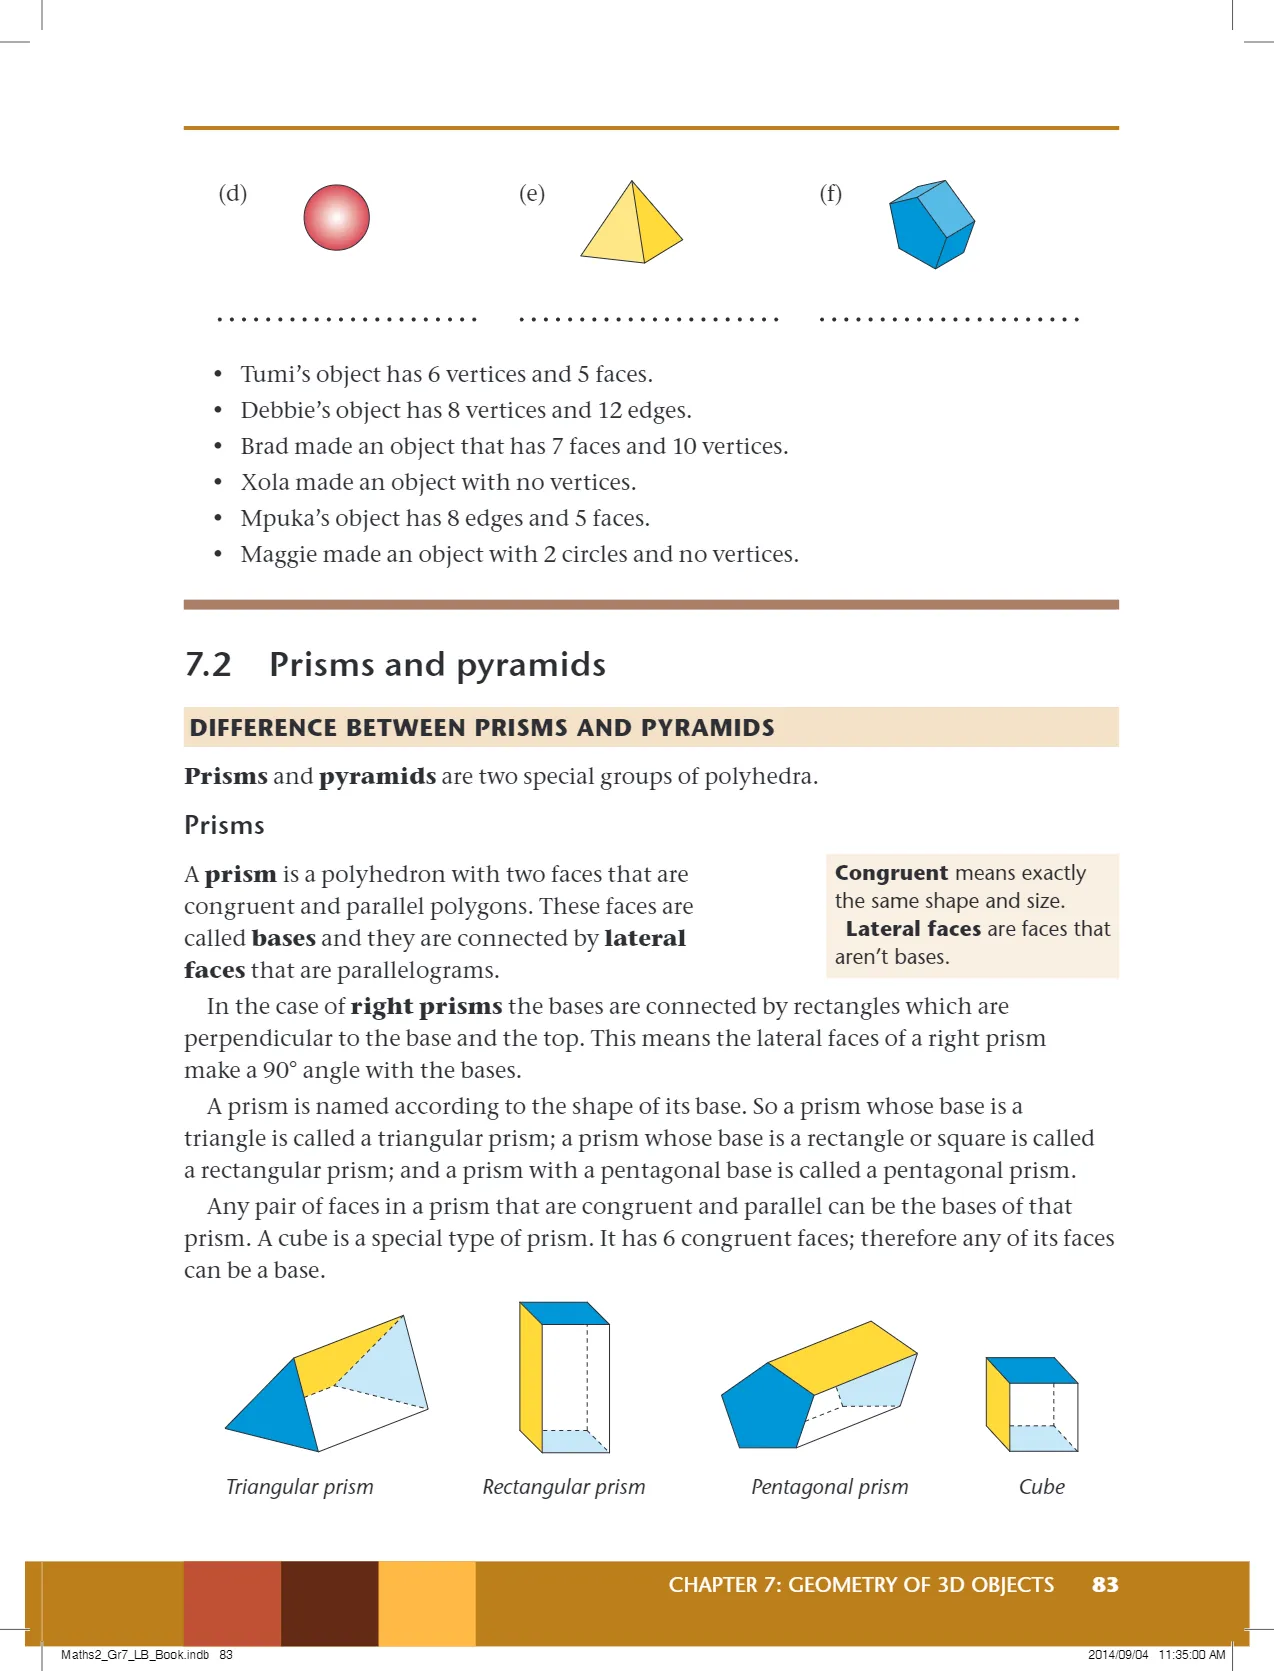 (d) (e) (f)
• Tumi’s object has 6 vertices and 5 faces.
• Debbie’s object has 8 vertices and 12 edges.
• Brad made an object that has 7 faces and 10 vertices.
• Xola made an object with no vertices.
• Mpuka’s object has 8 edges and 5 faces.
• Maggie made an object with 2 circles and no vertices.
7.2 Prisms and pyramids
DIFFERENCE BETWEEN PRISMS AND PYRAMIDS
Prisms and pyramids are two special groups of polyhedra.
Prisms
A prism is a polyhedron with two faces that are
congruent and parallel polygons. These faces are
called bases and they are connected by lateral
faces that are parallelograms.
Congruent means exactly
the same shape and size.
Lateral faces are faces that
aren’t bases.
In the case of right prisms the bases are connected by rectangles which are
perpendicular to the base and the top. This means the lateral faces of a right prism
make a 90° angle with the bases.
A prism is named according to the shape of its base. So a prism whose base is a
triangle is called a triangular prism; a prism whose base is a rectangle or square is called
a rectangular prism; and a prism with a pentagonal base is called a pentagonal prism.
Any pair of faces in a prism that are congruent and parallel can be the bases of that
prism. A cube is a special type of prism. It has 6 congruent faces; therefore any of its faces
can be a base.
Triangular prism Rectangular prism Pentagonal prism Cube
CHAPTER 7: GEOMETRY OF 3D OBJECTS 83
Maths2_Gr7_LB_Book.indb 83 2014/09/04 11:35:00 AM